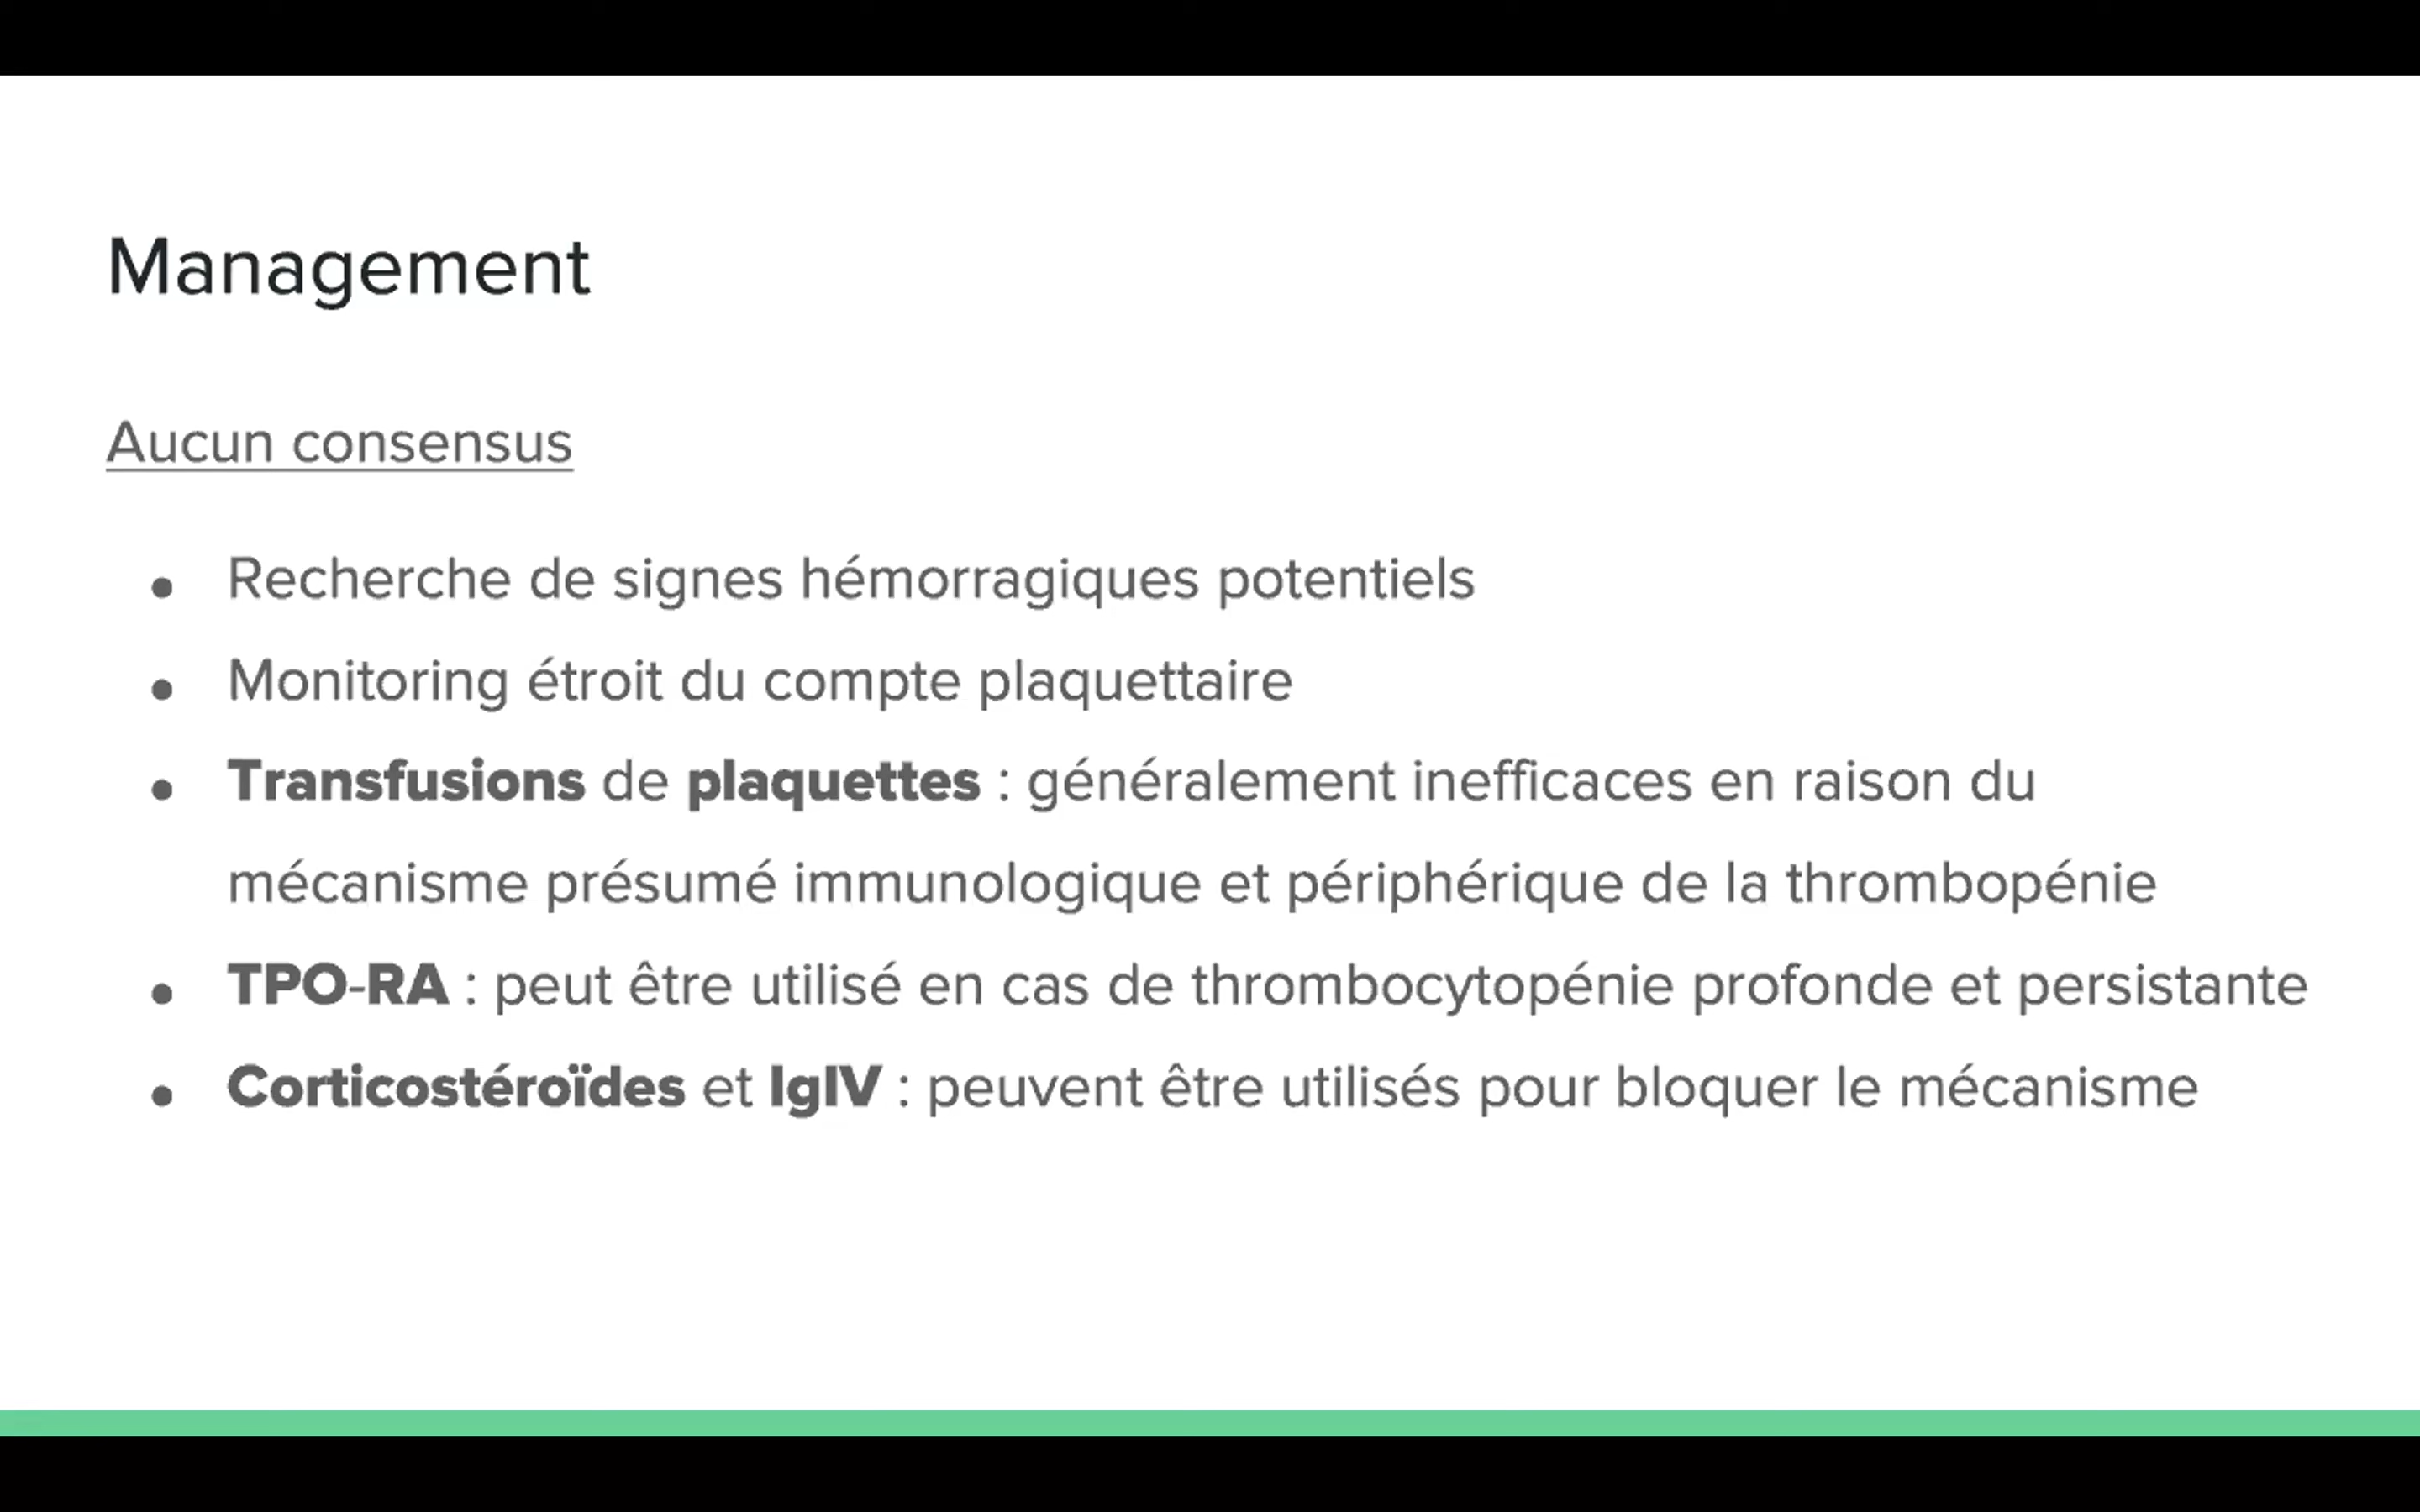 Management
Aucun consensus
● Recherche de signes hémorragiques potentiels
● Monitoring étroit du compte plaquettaire
● Transfusions de plaquettes : généralement inefficaces en raison du
mécanisme présumé immunologique et périphérique de la thrombopénie
● TPO-RA : peut être utilisé en cas de thrombocytopénie profonde et persistante
● Corticostéroïdes et IgIV : peuvent être utilisés pour bloquer le mécanisme